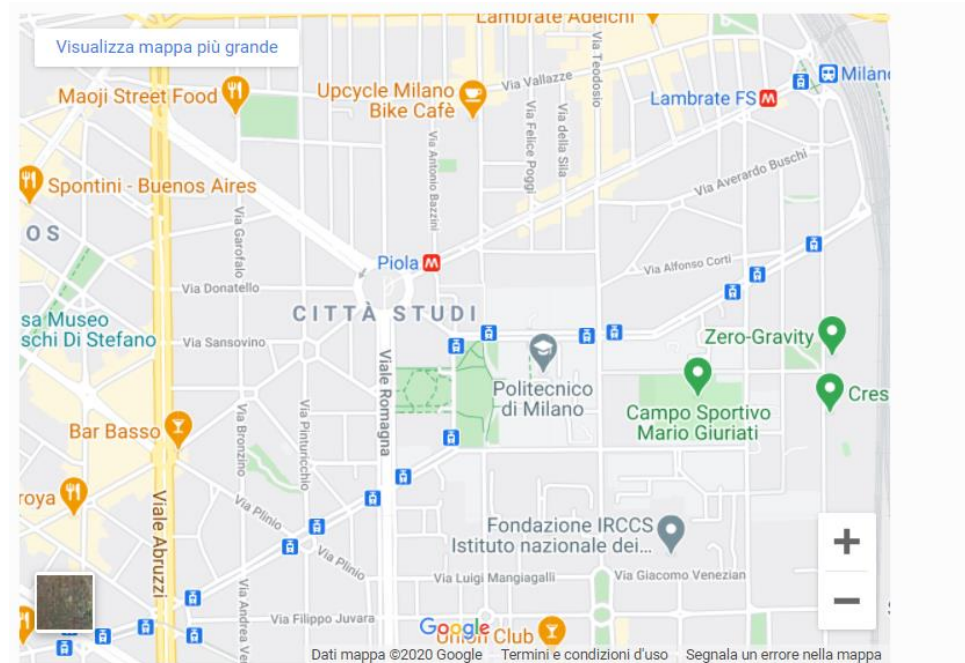 Lambrate Adelchi
Visualizza mappa più grande
Via Teodosio
Maoji Street Food
Upcycle Milano
Bike Cafè
Via Vallazze
Milano
Lambrate FS
M
Via Antonio Bazzini
Via Felice Poggi
Via della Sila
Via Averardo Buschi
Spontini - Buenos Aires
OS
Via Garofalo
Piola
M
Via Alfonso Corti
Via Donatello
CITTÀ STUDI
sa Museo
schi Di Stefano
Via Sansovino
Zero-Gravity
Viale Romagna
Politecnico
di Milano
Campo Sportivo
Mario Giuriati
Cres
Bar Basso
Via Bronzino
Via Pinturicchio
roya
Viale Abruzzi
Via Plinio
Fondazione IRCCS
Istituto nazionale dei...
Via Plinio
Via Luigi Mangiagalli
Via Giacomo Venezian
+
−
Via Andrea Ve
Via Filippo Juvara
Google
Union Club
Dati mappa ©2020 Google
Termini e condizioni d'uso
Segnala un errore nella mappa